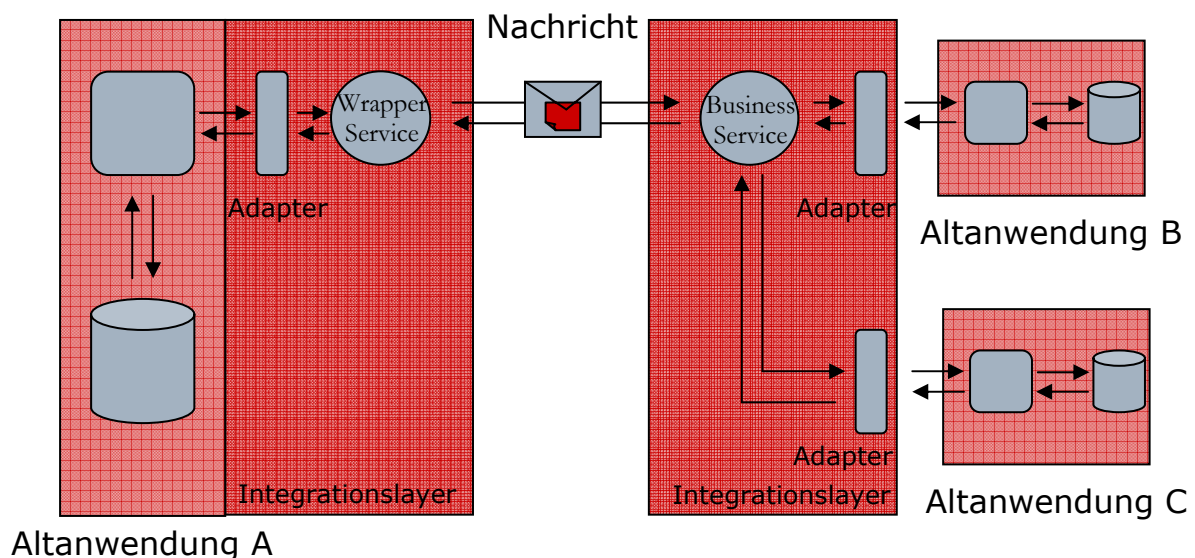 Nachricht
Wrapper
Service
Business
Service
Adapter
Adapter
Altanwendung B
Adapter
Integrationslayer
Integrationslayer
Altanwendung C
Altanwendung A